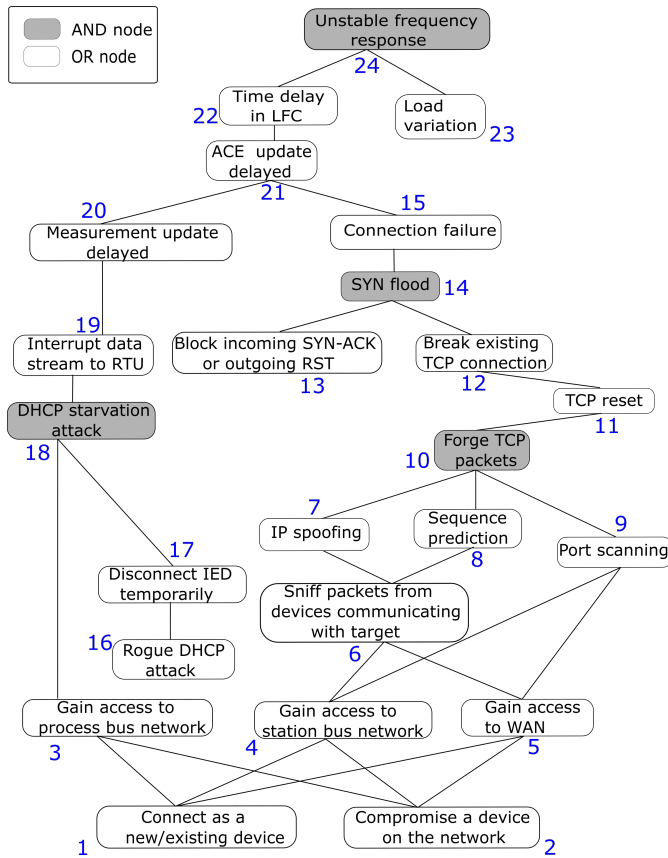 AND node
OR node
Unstable frequency
response
24
Time delay
in LFC
22
Load
variation
23
ACE update
delayed
21
20
Measurement update
delayed
15
Connection failure
SYN flood
14
19
Interrupt data
stream to RTU
Block incoming SYN-ACK
or outgoing RST
13
Break existing
TCP connection
12
TCP reset
11
DHCP starvation
attack
18
Forge TCP
packets
10
7
IP spoofing
Sequence
prediction
8
9
Port scanning
17
Disconnect IED
temporarily
Sniff packets from
devices communicating
with target
6
16
Rogue DHCP
attack
Gain access to
process bus network
3
Gain access to
station bus network
4
Gain access
to WAN
5
Connect as a
new/existing device
1
Compromise a device
on the network
2